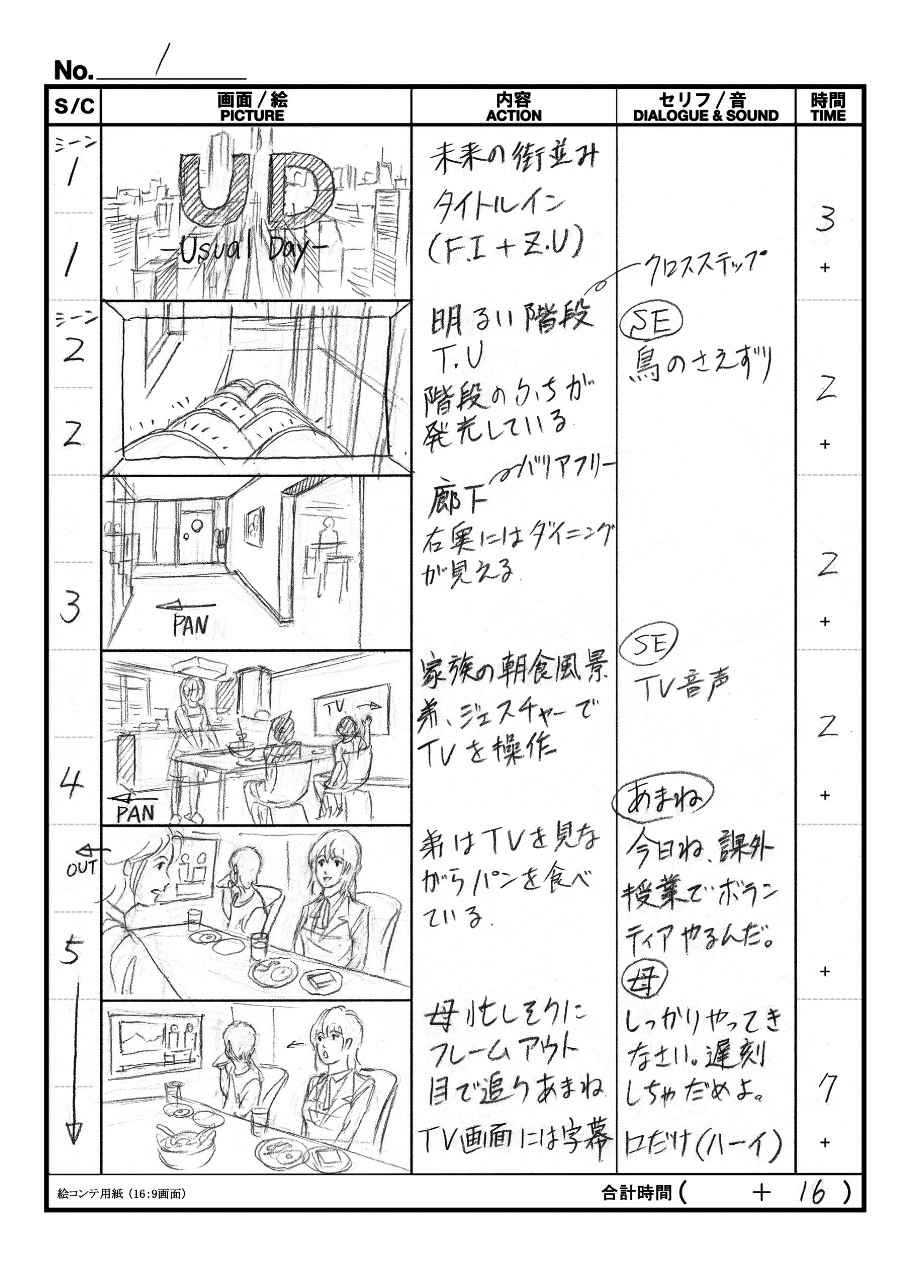 No. 1
S/C
画面/絵
PICTURE
内容
ACTION
セリフ/音
DIALOGUE & SOUND
時間
TIME
シーン
1
1
UD
-Usual Day-
未来の街並み
タイトルイン
(F.I+Z.U)
3
+
クロスステップ
シーン
2
2
明るい階段
T.U
階段のふちが
発光している
SE
鳥のさえずり
2
+
バリアフリー
3
PAN
廊下
右奥にはダイニング
が見える
2
+
4
TV
PAN
家族の朝食風景
弟、ジェスチャーで
TVを操作
SE
TV音声
2
+
OUT
5
弟はTVを見な
がらパンを食べ
ている
あまね
今日ね、課外
授業でボラン
ティアやるんだ。
+
母忙しそうに
フレームアウト
目で追うあまね
TV画面には字幕
母
しっかりやってき
なさい。遅刻
しちゃだめよ。
口だけ(ハーイ)
7
+
絵コンテ用紙 (16:9画面)
合計時間( + 16 )